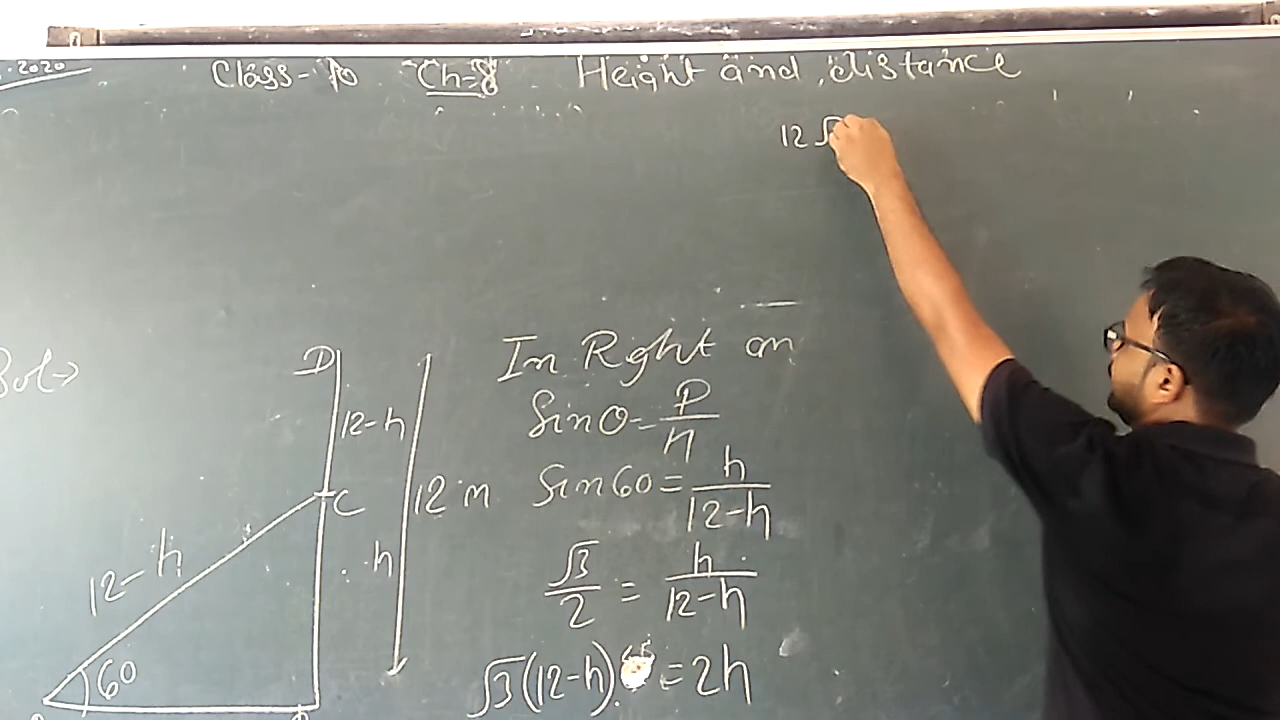 .2020
Class-10 Ch=8 Height and distance
12√
Sol→
D
12-h
12 m
C
h
12-h
60
In Right an
Sinθ=P/H
Sin60=h/12-h
√3/2=h/12-h
√3(12-h)=2h